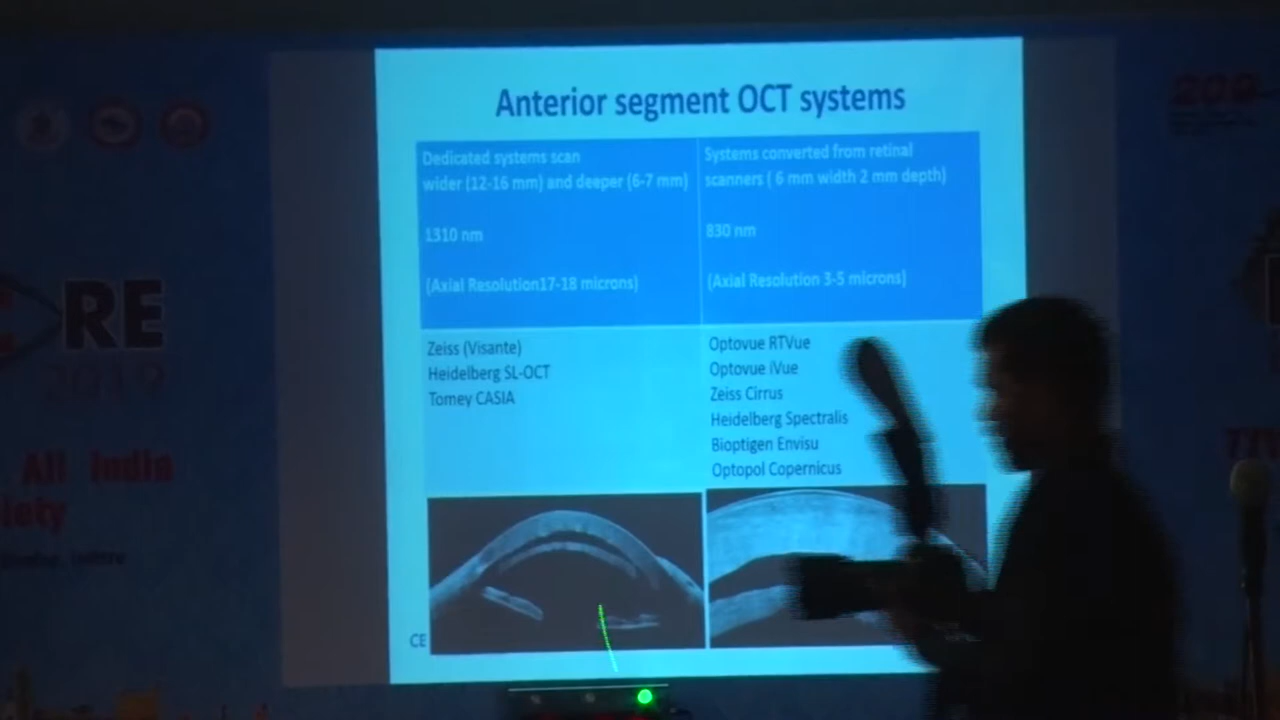 Anterior segment OCT systems
Dedicated systems scan
wider (12-16 mm) and deeper (6-7 mm)
1310 nm
(Axial Resolution17-18 microns)
Systems converted from retinal
scanners ( 6 mm width 2 mm depth)
830 nm
(Axial Resolution 3-5 microns)
Zeiss (Visante)
Heidelberg SL-OCT
Tomey CASIA
Optovue RTVue
Optovue iVue
Zeiss Cirrus
Heidelberg Spectralis
Bioptigen Envisu
Optopol Copernicus
CE
RE
2019
All India
iety